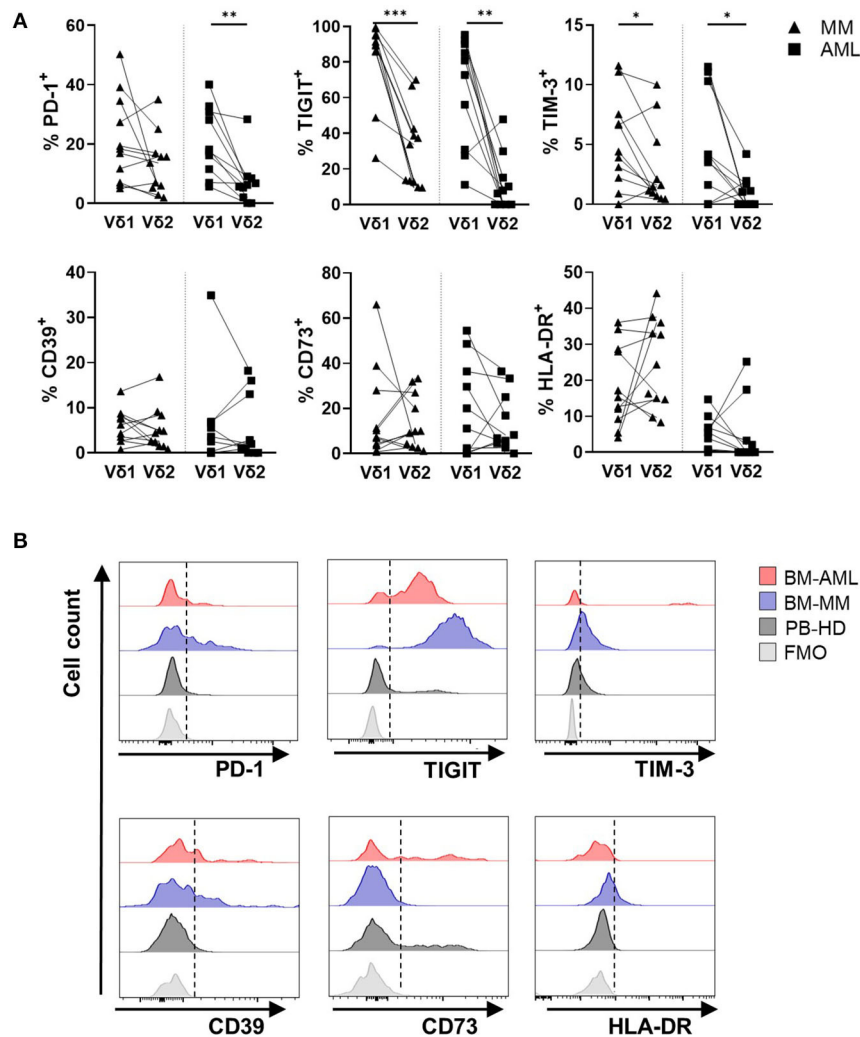 A
** *** ** * *
▲ MM
■ AML
% PD-1+
60
40
20
0
Vδ1 Vδ2 Vδ1 Vδ2
% TIGIT+
100
80
60
40
20
0
Vδ1 Vδ2 Vδ1 Vδ2
% TIM-3+
15
10
5
0
Vδ1 Vδ2 Vδ1 Vδ2
% CD39+
40
30
20
10
0
Vδ1 Vδ2 Vδ1 Vδ2
% CD73+
80
60
40
20
0
Vδ1 Vδ2 Vδ1 Vδ2
% HLA-DR+
50
40
30
20
10
0
Vδ1 Vδ2 Vδ1 Vδ2
B
Cell count
BM-AML
BM-MM
PB-HD
FMO
PD-1 TIGIT TIM-3
CD39 CD73 HLA-DR